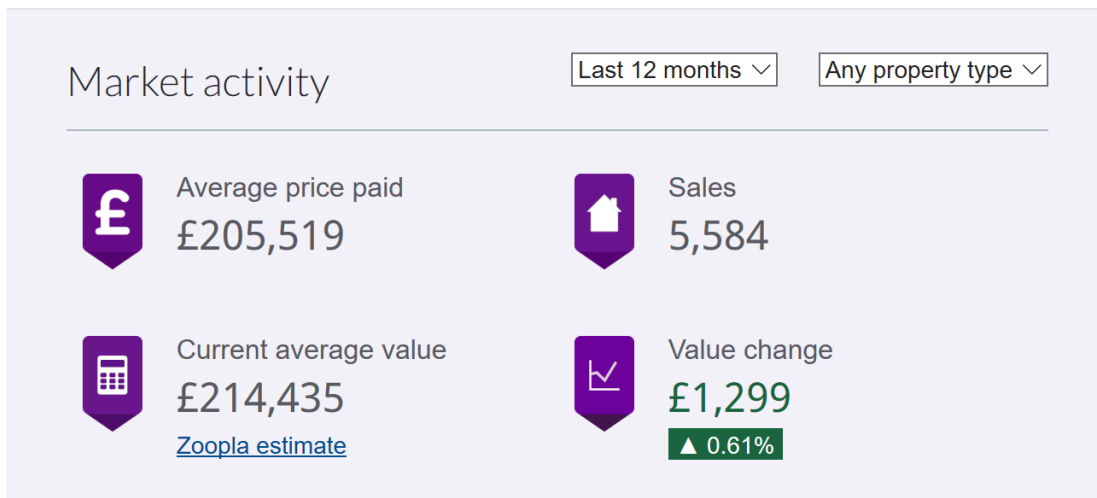 Market activity
Last 12 months
Any property type
£
Average price paid
£205,519
Sales
5,584
Current average value
£214,435
Zoopla estimate
Value change
£1,299
▲ 0.61%